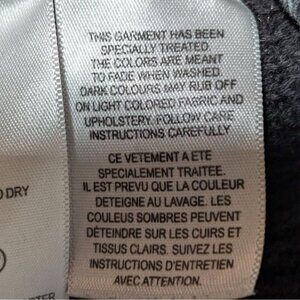 THIS GARMENT HAS BEEN
SPECIALLY TREATED.
THE COLORS ARE MEANT
TO FADE WHEN WASHED.
DARK COLOURS MAY RUB OFF
ON LIGHT COLORED FABRIC AND
UPHOLSTERY. FOLLOW CARE
INSTRUCTIONS CAREFULLY
CE VETEMENT A ETE
SPECIALEMENT TRAITEE.
IL EST PREVU QUE LA COULEUR
DETEIGNE AU LAVAGE. LES
COULEUR SOMBRES PEUVENT
DÉTEINDRE SUR LES CUIRS ET
TISSUS CLAIRS. SUIVEZ LES
INSTRUCTIONS D'ENTRETIEN
AVEC ATTENTION.
DRY